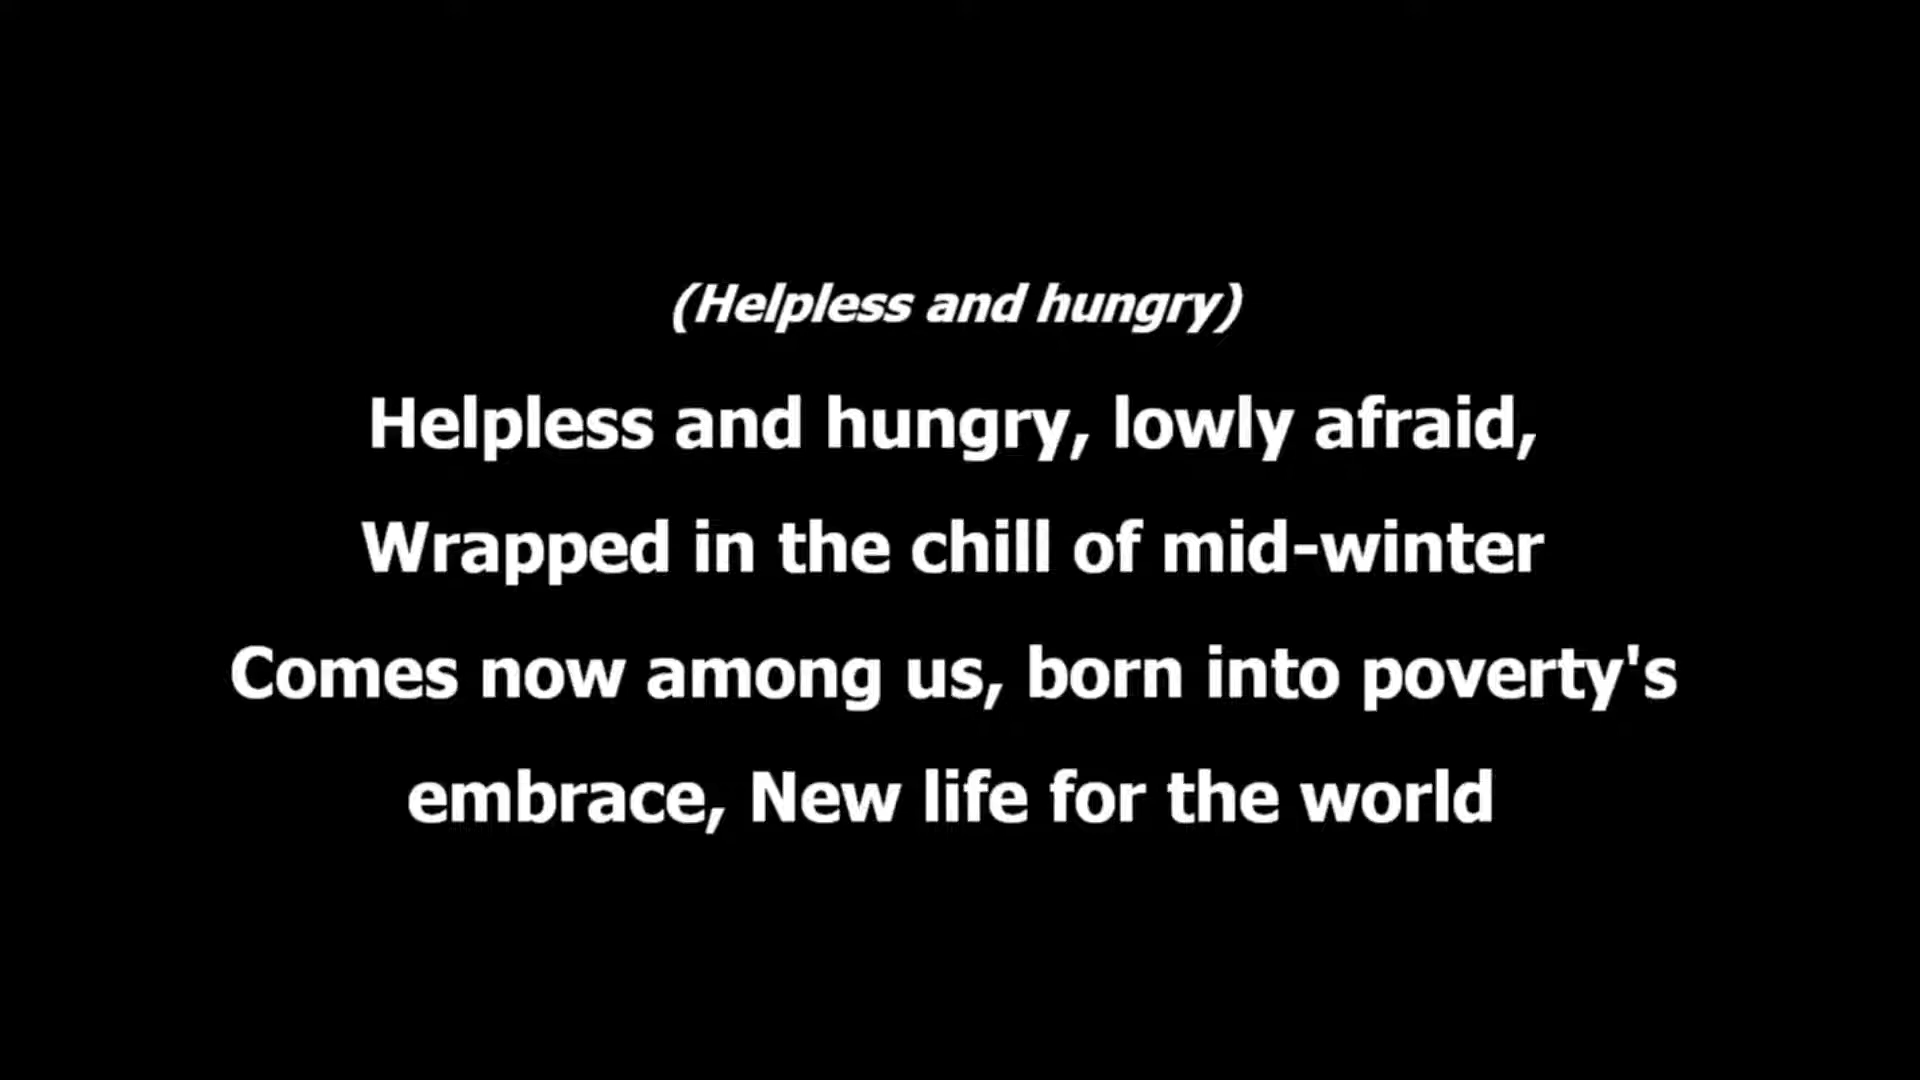 (Helpless and hungry)
Helpless and hungry, lowly afraid,
Wrapped in the chill of mid-winter
Comes now among us, born into poverty's
embrace, New life for the world